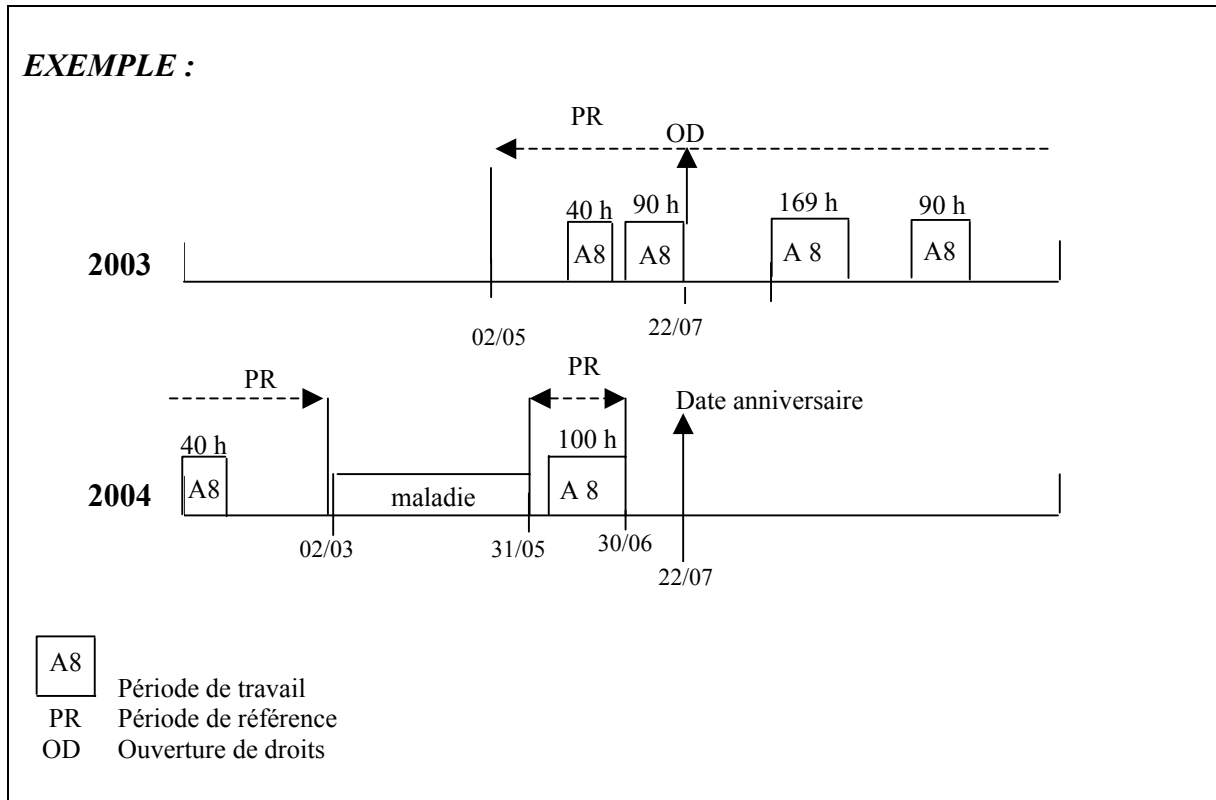 EXEMPLE :
PR
OD
40 h 90 h 169 h 90 h
2003 A8 A8 A 8 A8
02/05 22/07
PR PR
Date anniversaire
40 h 100 h
2004 A8 maladie A 8
02/03 31/05 30/06 22/07
A8 Période de travail
PR Période de référence
OD Ouverture de droits